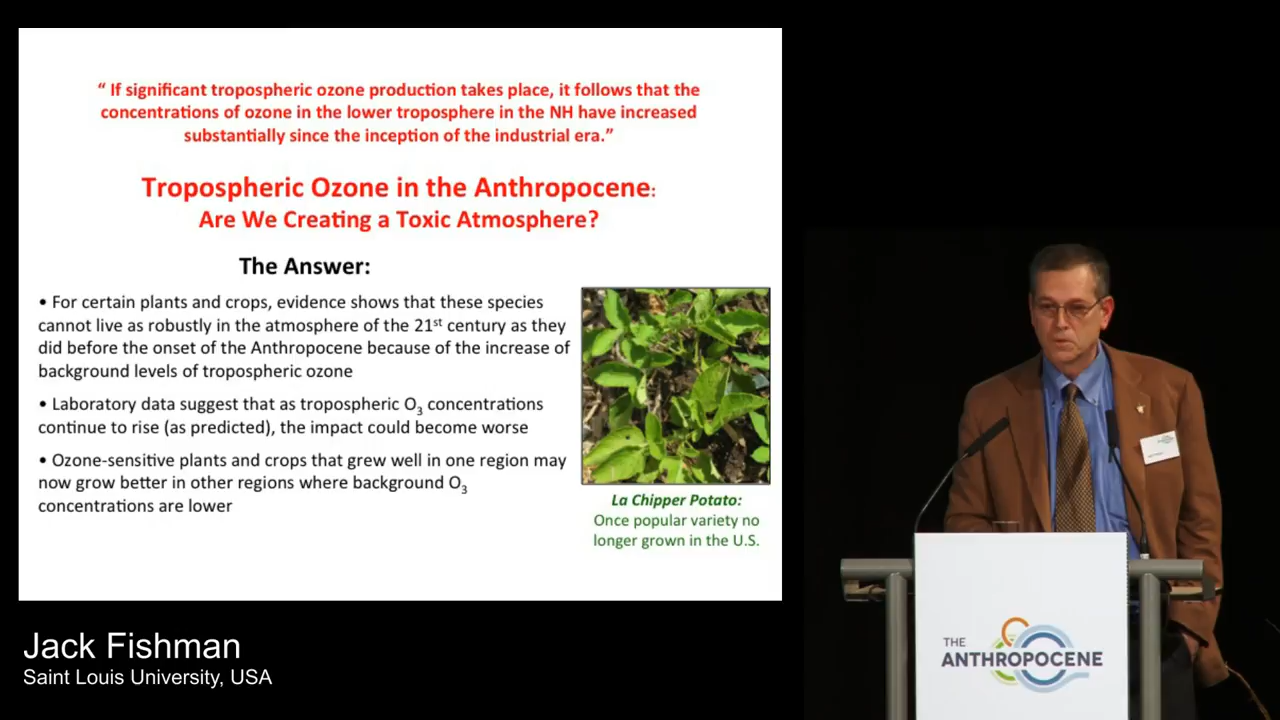 “ If significant tropospheric ozone production takes place, it follows that the
concentrations of ozone in the lower troposphere in the NH have increased
substantially since the inception of the industrial era.”
Tropospheric Ozone in the Anthropocene:
Are We Creating a Toxic Atmosphere?
The Answer:
• For certain plants and crops, evidence shows that these species
cannot live as robustly in the atmosphere of the 21st century as they
did before the onset of the Anthropocene because of the increase of
background levels of tropospheric ozone
• Laboratory data suggest that as tropospheric O3 concentrations
continue to rise (as predicted), the impact could become worse
• Ozone-sensitive plants and crops that grew well in one region may
now grow better in other regions where background O3
concentrations are lower
La Chipper Potato:
Once popular variety no
longer grown in the U.S.
Jack Fishman
Saint Louis University, USA
THE
ANTHROPOCENE